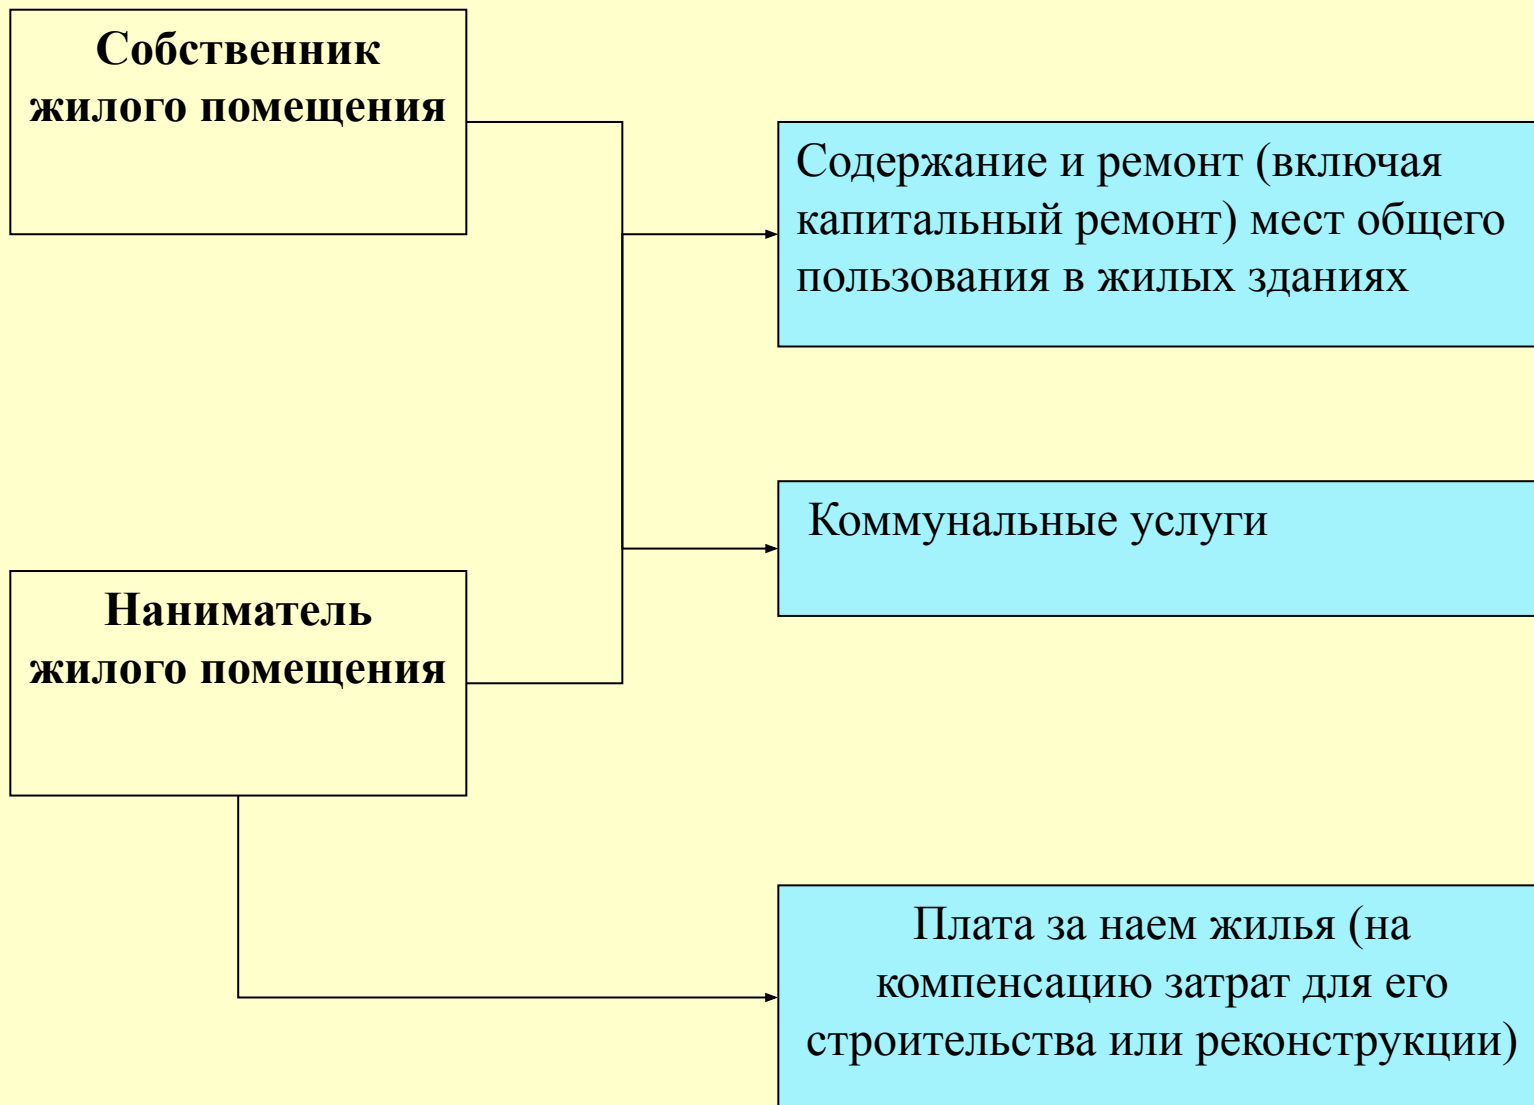 Собственник
жилого помещения
Содержание и ремонт (включая
капитальный ремонт) мест общего
пользования в жилых зданиях
Коммунальные услуги
Наниматель
жилого помещения
Плата за наем жилья (на
компенсацию затрат для его
строительства или реконструкции)